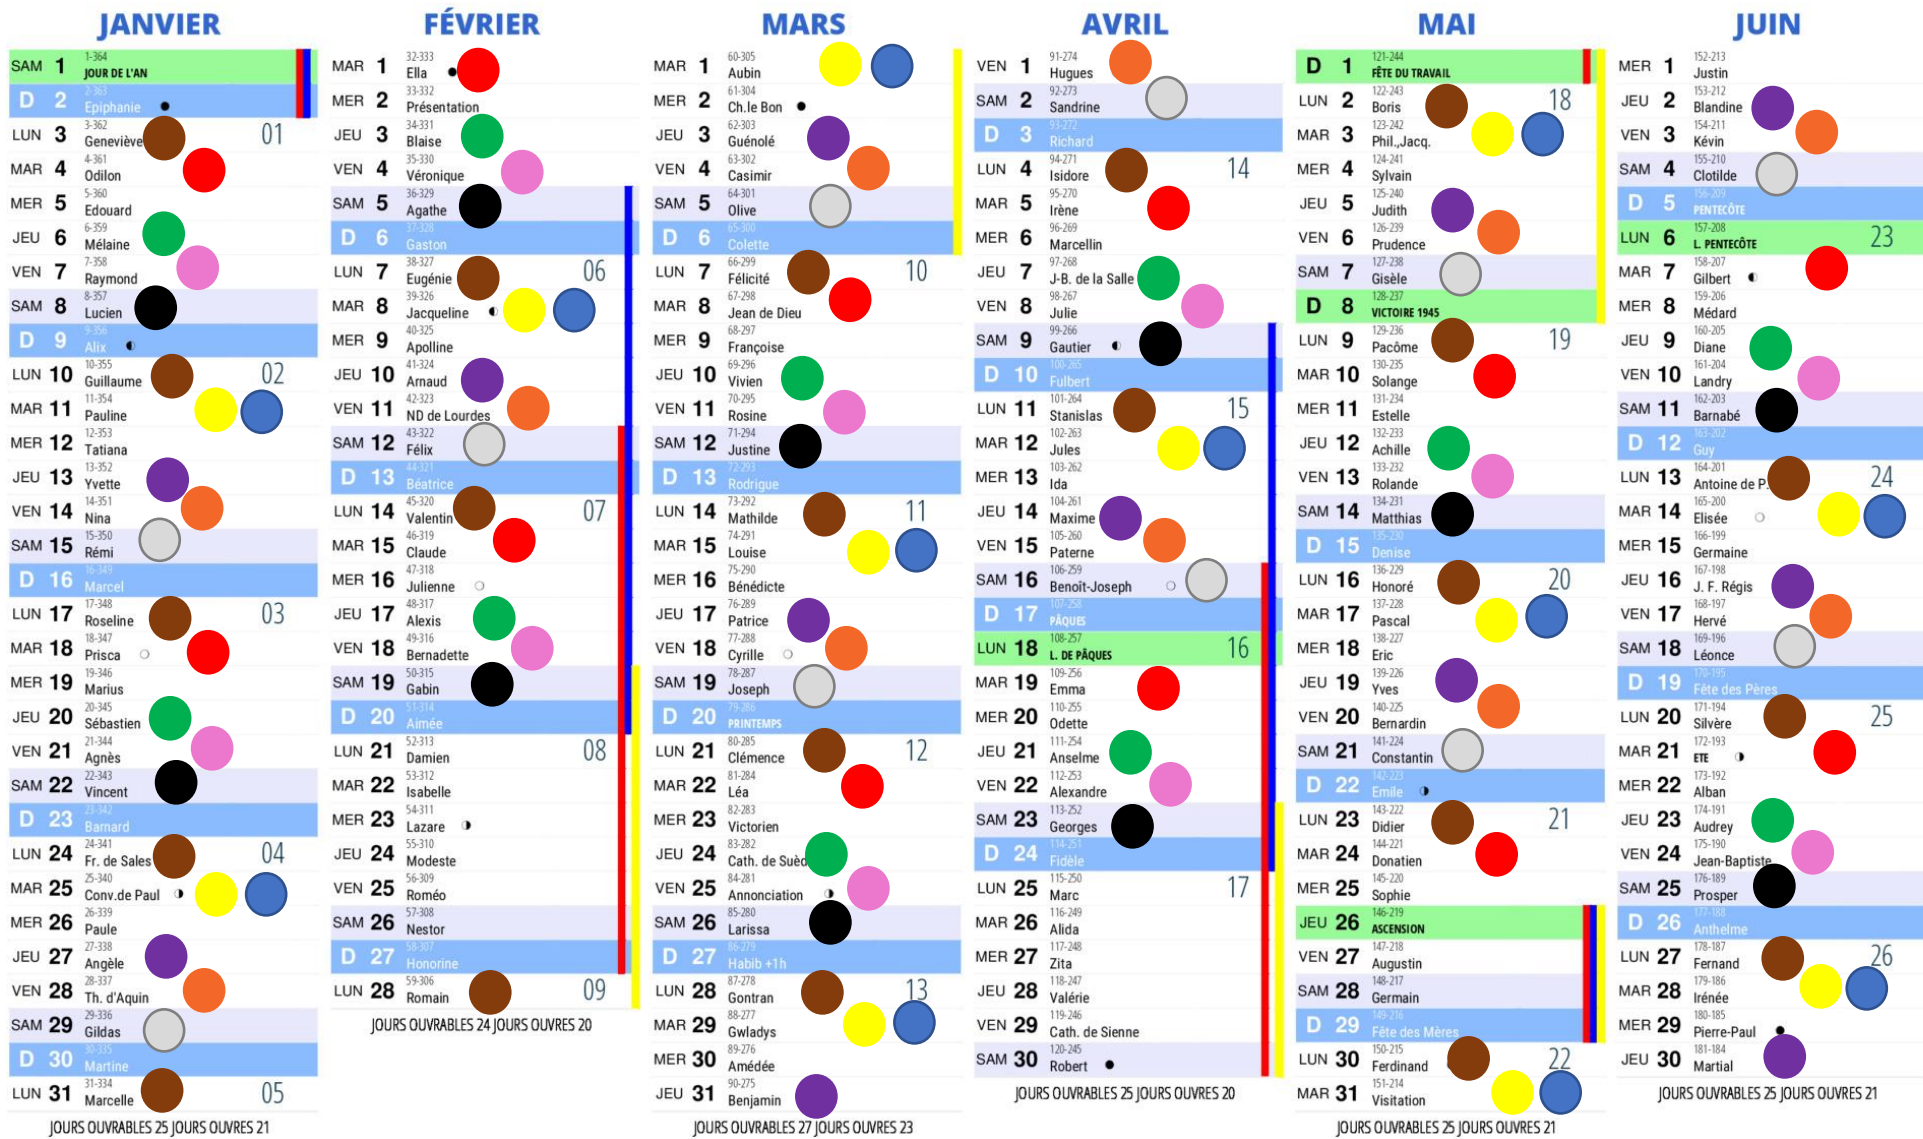 JANVIER
SAM 1 1-364 JOUR DE L'AN
D 2 2-363 Epiphanie
LUN 3 3-362 Geneviève 01
MAR 4 4-361 Odilon
MER 5 5-360 Edouard
JEU 6 6-359 Mélaine
VEN 7 7-358 Raymond
SAM 8 8-357 Lucien
D 9 9-356 Alix
LUN 10 10-355 Guillaume 02
MAR 11 11-354 Pauline
MER 12 12-353 Tatiana
JEU 13 13-352 Yvette
VEN 14 14-351 Nina
SAM 15 15-350 Rémi
D 16 16-349 Marcel
LUN 17 17-348 Roseline 03
MAR 18 18-347 Prisca
MER 19 19-346 Marius
JEU 20 20-345 Sébastien
VEN 21 21-344 Agnès
SAM 22 22-343 Vincent
D 23 23-342 Barnard
LUN 24 24-341 Fr. de Sales 04
MAR 25 25-340 Conv.de Paul
MER 26 26-339 Paule
JEU 27 27-338 Angèle
VEN 28 28-337 Th. d'Aquin
SAM 29 29-336 Gildas
D 30 30-335 Martine
LUN 31 31-334 Marcelle 05
JOURS OUVRABLES 25 JOURS OUVRES 21
FÉVRIER
MAR 1 32-333 Ella
MER 2 33-332 Présentation
JEU 3 34-331 Blaise
VEN 4 35-330 Véronique
SAM 5 36-329 Agathe
D 6 37-328 Gaston
LUN 7 38-327 Eugénie 06
MAR 8 39-326 Jacqueline
MER 9 40-325 Apolline
JEU 10 41-324 Arnaud
VEN 11 42-323 ND de Lourdes
SAM 12 43-322 Félix
D 13 44-321 Béatrice
LUN 14 45-320 Valentin 07
MAR 15 46-319 Claude
MER 16 47-318 Julienne
JEU 17 48-317 Alexis
VEN 18 49-316 Bernadette
SAM 19 50-315 Gabin
D 20 51-314 Aimée
LUN 21 52-313 Damien 08
MAR 22 53-312 Isabelle
MER 23 54-311 Lazare
JEU 24 55-310 Modeste
VEN 25 56-309 Roméo
SAM 26 57-308 Nestor
D 27 58-307 Honorine
LUN 28 59-306 Romain 09
JOURS OUVRABLES 24 JOURS OUVRES 20
MARS
MAR 1 60-305 Aubin
MER 2 61-304 Ch.le Bon
JEU 3 62-303 Guénolé
VEN 4 63-302 Casimir
SAM 5 64-301 Olive
D 6 65-300 Colette
LUN 7 66-299 Félicité 10
MAR 8 67-298 Jean de Dieu
MER 9 68-297 Françoise
JEU 10 69-296 Vivien
VEN 11 70-295 Rosine
SAM 12 71-294 Justine
D 13 72-293 Rodrigue
LUN 14 73-292 Mathilde 11
MAR 15 74-291 Louise
MER 16 75-290 Bénédicte
JEU 17 76-289 Patrice
VEN 18 77-288 Cyrille
SAM 19 78-287 Joseph
D 20 79-286 PRINTEMPS
LUN 21 80-285 Clémence 12
MAR 22 81-284 Léa
MER 23 82-283 Victorien
JEU 24 83-282 Cath. de Suèd
VEN 25 84-281 Annonciation
SAM 26 85-280 Larissa
D 27 86-279 Habib +1h
LUN 28 87-278 Gontran 13
MAR 29 88-277 Gwladys
MER 30 89-276 Amédée
JEU 31 90-275 Benjamin
JOURS OUVRABLES 27 JOURS OUVRES 23
AVRIL
VEN 1 91-274 Hugues
SAM 2 92-273 Sandrine
D 3 93-272 Richard
LUN 4 94-271 Isidore 14
MAR 5 95-270 Irène
MER 6 96-269 Marcellin
JEU 7 97-268 J-B. de la Salle
VEN 8 98-267 Julie
SAM 9 99-266 Gautier
D 10 100-265 Fulbert
LUN 11 101-264 Stanislas 15
MAR 12 102-263 Jules
MER 13 103-262 Ida
JEU 14 104-261 Maxime
VEN 15 105-260 Paterne
SAM 16 106-259 Benoît-Joseph
D 17 107-258 PÂQUES
LUN 18 108-257 L. DE PÂQUES 16
MAR 19 109-256 Emma
MER 20 110-255 Odette
JEU 21 111-254 Anselme
VEN 22 112-253 Alexandre
SAM 23 113-252 Georges
D 24 114-251 Fidèle
LUN 25 115-250 Marc 17
MAR 26 116-249 Alida
MER 27 117-248 Zita
JEU 28 118-247 Valérie
VEN 29 119-246 Cath. de Sienne
SAM 30 120-245 Robert
JOURS OUVRABLES 25 JOURS OUVRES 20
MAI
D 1 121-244 FÊTE DU TRAVAIL
LUN 2 122-243 Boris 18
MAR 3 123-242 Phil.,Jacq.
MER 4 124-241 Sylvain
JEU 5 125-240 Judith
VEN 6 126-239 Prudence
SAM 7 127-238 Gisèle
D 8 128-237 VICTOIRE 1945
LUN 9 129-236 Pacôme 19
MAR 10 130-235 Solange
MER 11 131-234 Estelle
JEU 12 132-233 Achille
VEN 13 133-232 Rolande
SAM 14 134-231 Matthias
D 15 135-230 Denise
LUN 16 136-229 Honoré 20
MAR 17 137-228 Pascal
MER 18 138-227 Eric
JEU 19 139-226 Yves
VEN 20 140-225 Bernardin
SAM 21 141-224 Constantin
D 22 142-223 Emile
LUN 23 143-222 Didier 21
MAR 24 144-221 Donatien
MER 25 145-220 Sophie
JEU 26 146-219 ASCENSION
VEN 27 147-218 Augustin
SAM 28 148-217 Germain
D 29 149-216 Fête des Mères
LUN 30 150-215 Ferdinand 22
MAR 31 151-214 Visitation
JOURS OUVRABLES 25 JOURS OUVRES 21
JUIN
MER 1 152-213 Justin
JEU 2 153-212 Blandine
VEN 3 154-211 Kévin
SAM 4 155-210 Clotilde
D 5 156-209 PENTECÔTE
LUN 6 157-208 L. PENTECÔTE 23
MAR 7 158-207 Gilbert
MER 8 159-206 Médard
JEU 9 160-205 Diane
VEN 10 161-204 Landry
SAM 11 162-203 Barnabé
D 12 163-202 Guy
LUN 13 164-201 Antoine de P. 24
MAR 14 165-200 Elisée
MER 15 166-199 Germaine
JEU 16 167-198 J. F. Régis
VEN 17 168-197 Hervé
SAM 18 169-196 Léonce
D 19 170-195 Fête des Pères
LUN 20 171-194 Silvère 25
MAR 21 172-193 ETE
MER 22 173-192 Alban
JEU 23 174-191 Audrey
VEN 24 175-190 Jean-Baptiste
SAM 25 176-189 Prosper
D 26 177-188 Anthelme
LUN 27 178-187 Fernand 26
MAR 28 179-186 Irénée
MER 29 180-185 Pierre-Paul
JEU 30 181-184 Martial
JOURS OUVRABLES 25 JOURS OUVRES 21